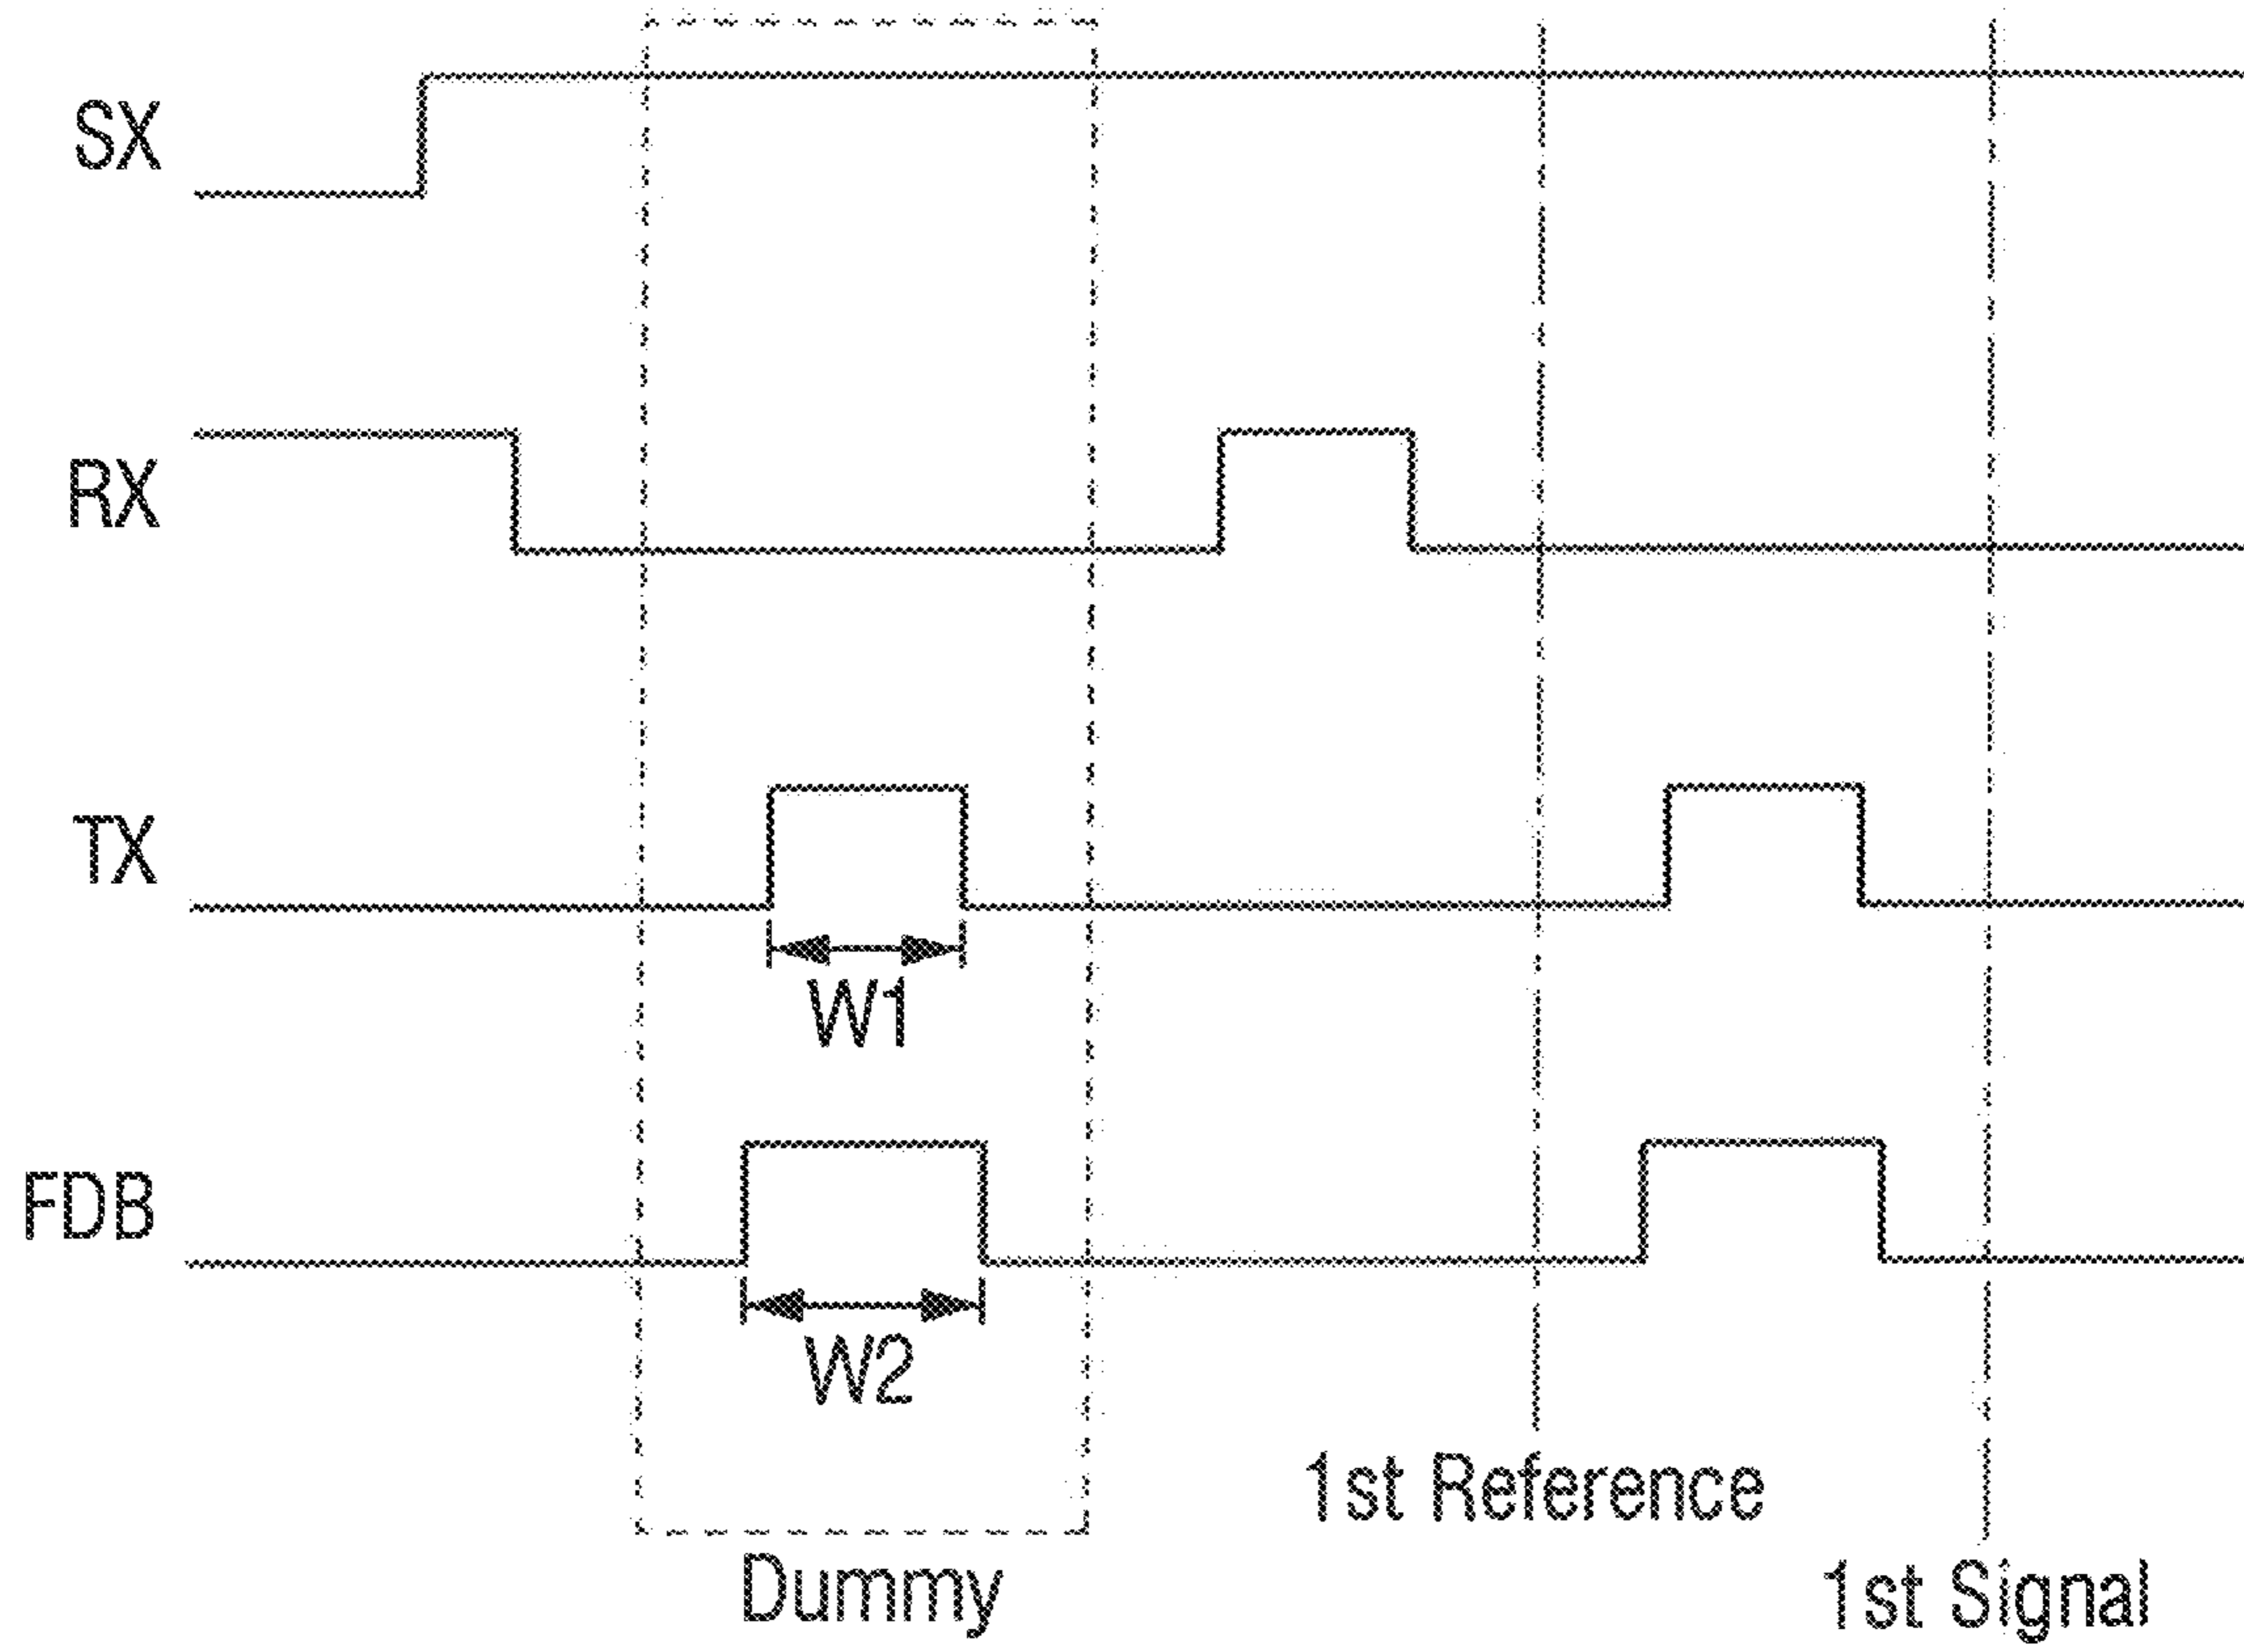 SX
RX
TX
W1
FDB
W2
1st Reference
Dummy
1st Signal